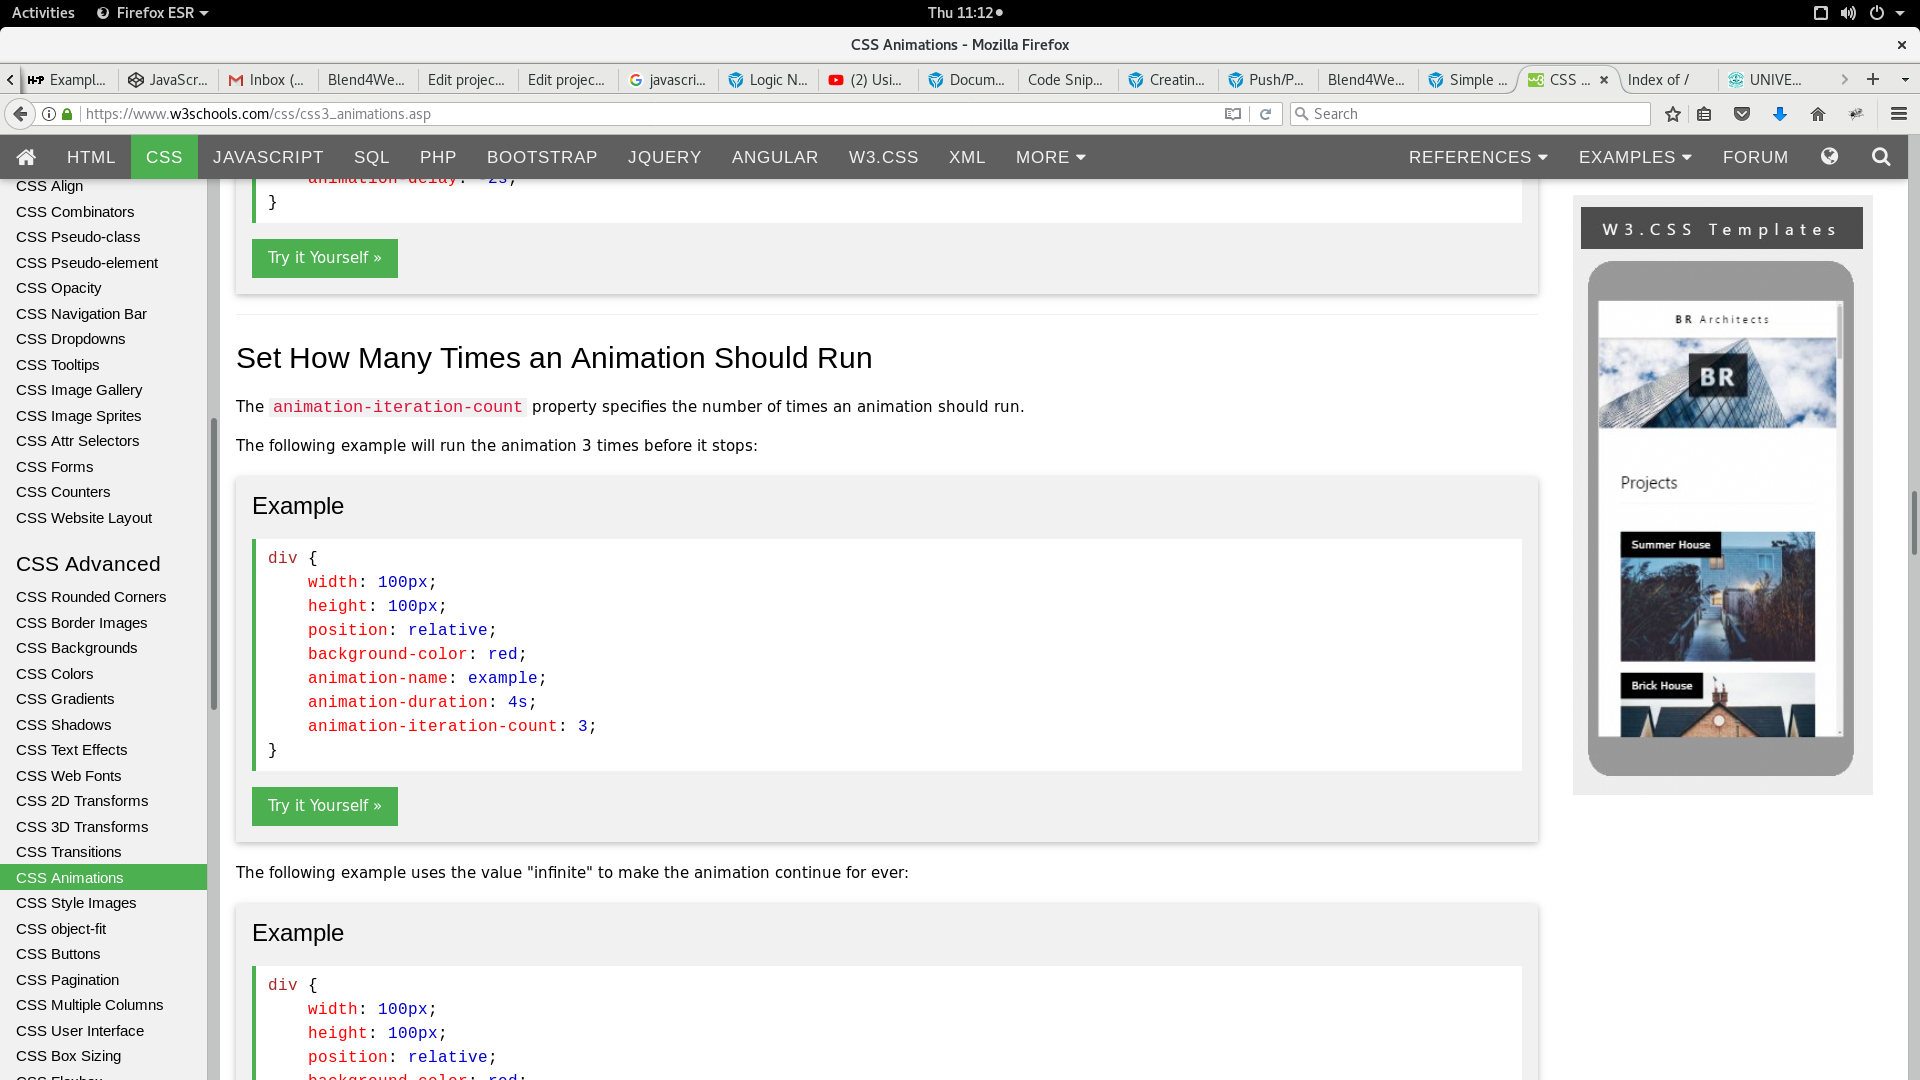 Activities
Firefox ESR
Thu 11:12
CSS Animations - Mozilla Firefox
Exampl...
JavaScr...
Inbox (...
Blend4We...
Edit projec...
Edit projec...
javascri...
Logic N...
(2) Usi...
Docum...
Code Snip...
Creatin...
Push/P...
Blend4We...
Simple ...
CSS ...
Index of /
UNIVE...
https://www.w3schools.com/css/css3_animations.asp
Search
HTML
CSS
JAVASCRIPT
SQL
PHP
BOOTSTRAP
JQUERY
ANGULAR
W3.CSS
XML
MORE
REFERENCES
EXAMPLES
FORUM
CSS Align
CSS Combinators
CSS Pseudo-class
CSS Pseudo-element
CSS Opacity
CSS Navigation Bar
CSS Dropdowns
CSS Tooltips
CSS Image Gallery
CSS Image Sprites
CSS Attr Selectors
CSS Forms
CSS Counters
CSS Website Layout
CSS Advanced
CSS Rounded Corners
CSS Border Images
CSS Backgrounds
CSS Colors
CSS Gradients
CSS Shadows
CSS Text Effects
CSS Web Fonts
CSS 2D Transforms
CSS 3D Transforms
CSS Transitions
CSS Animations
CSS Style Images
CSS object-fit
CSS Buttons
CSS Pagination
CSS Multiple Columns
CSS User Interface
CSS Box Sizing
CSS Flexbox
animation-delay: -2s;
}
Try it Yourself »
Set How Many Times an Animation Should Run
The animation-iteration-count property specifies the number of times an animation should run.
The following example will run the animation 3 times before it stops:
Example
div {
width: 100px;
height: 100px;
position: relative;
background-color: red;
animation-name: example;
animation-duration: 4s;
animation-iteration-count: 3;
}
Try it Yourself »
The following example uses the value "infinite" to make the animation continue for ever:
Example
div {
width: 100px;
height: 100px;
position: relative;
background-color: red;
W3.CSS Templates
BR Architects
BR
Projects
Summer House
Brick House